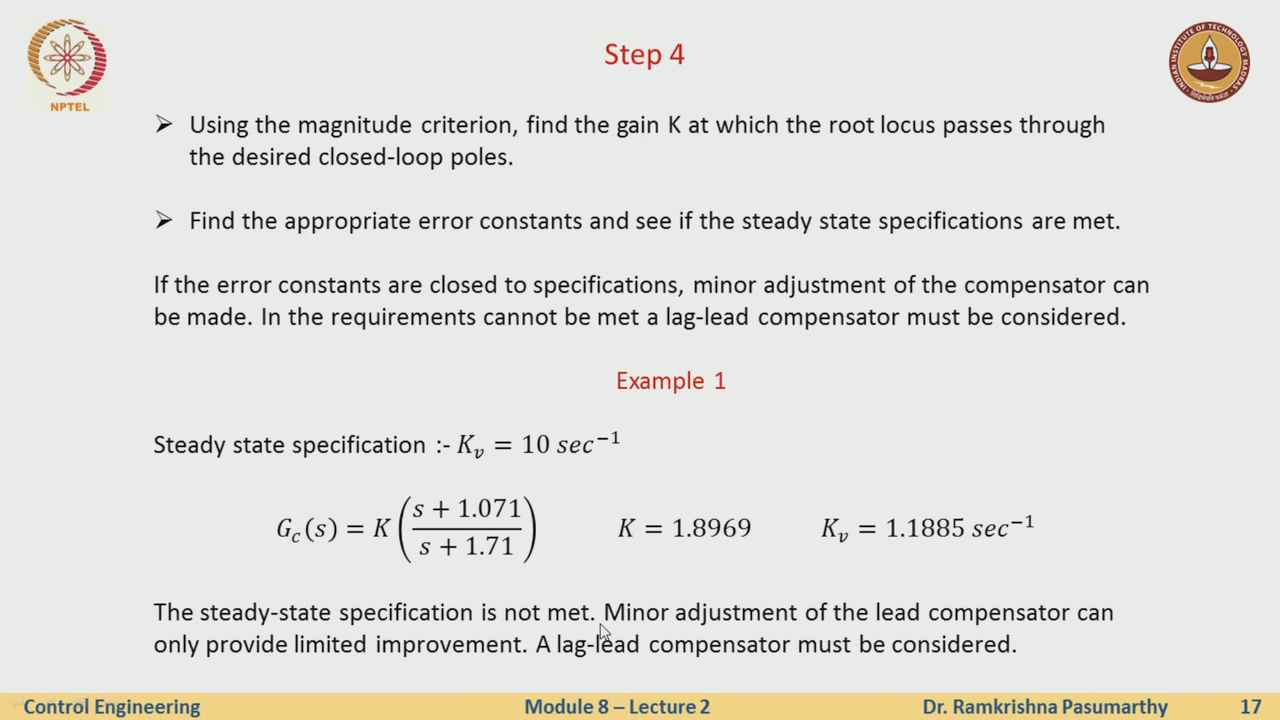 Step 4
NPTEL
INDIAN INSTITUTE OF TECHNOLOGY MADRAS
➢ Using the magnitude criterion, find the gain K at which the root locus passes through
the desired closed-loop poles.
➢ Find the appropriate error constants and see if the steady state specifications are met.
If the error constants are closed to specifications, minor adjustment of the compensator can
be made. In the requirements cannot be met a lag-lead compensator must be considered.
Example 1
Steady state specification :- K_v = 10 sec⁻¹
G_c(s) = K((s + 1.071)/(s + 1.71)) K = 1.8969 K_v = 1.1885 sec⁻¹
The steady-state specification is not met. Minor adjustment of the lead compensator can
only provide limited improvement. A lag-lead compensator must be considered.
Control Engineering Module 8 – Lecture 2 Dr. Ramkrishna Pasumarthy 17